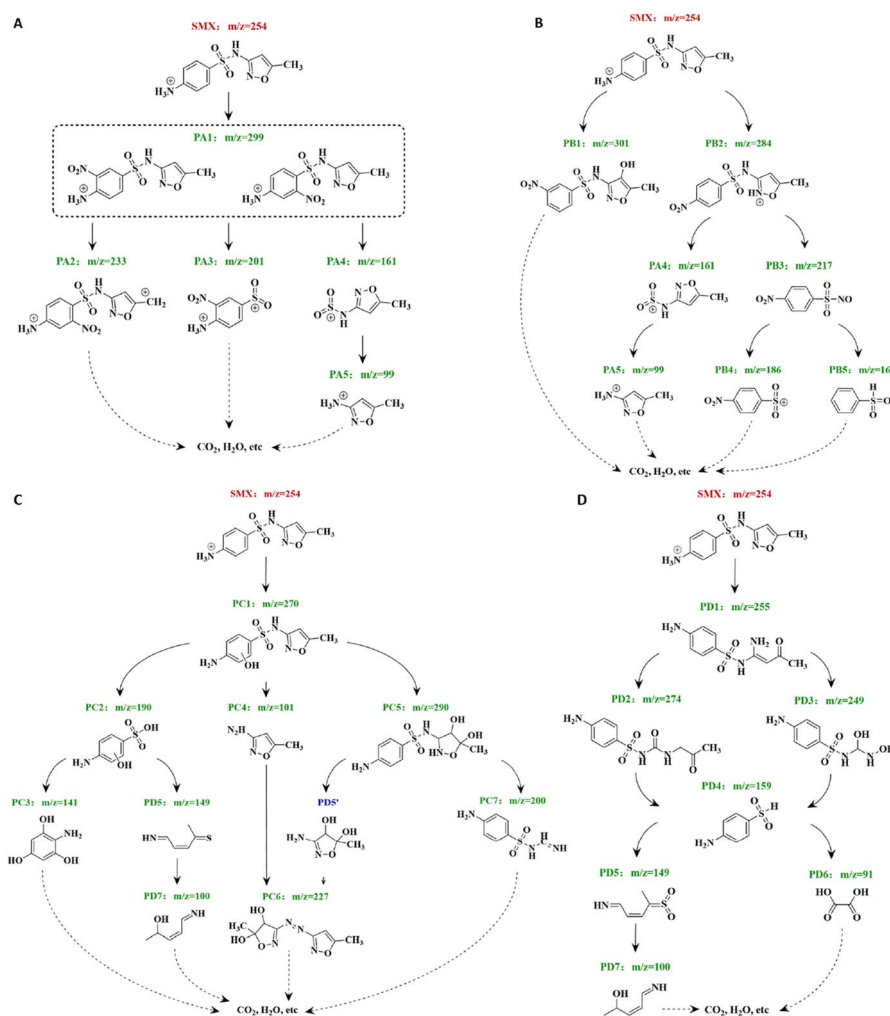 A
SMX: m/z=254
PA1: m/z=299
PA2: m/z=233
PA3: m/z=201
PA4: m/z=161
PA5: m/z=99
CO₂, H₂O, etc
B
SMX: m/z=254
PB1: m/z=301
PB2: m/z=284
PA4: m/z=161
PB3: m/z=217
PA5: m/z=99
PB4: m/z=186
PB5: m/z=16
CO₂, H₂O, etc
C
SMX: m/z=254
PC1: m/z=270
PC2: m/z=190
PC4: m/z=101
PC5: m/z=290
PC3: m/z=141
PD5: m/z=149
PD5'
PC7: m/z=200
PD7: m/z=100
PC6: m/z=227
CO₂, H₂O, etc
D
SMX: m/z=254
PD1: m/z=255
PD2: m/z=274
PD3: m/z=249
PD4: m/z=159
PD5: m/z=149
PD6: m/z=91
PD7: m/z=100
CO₂, H₂O, etc